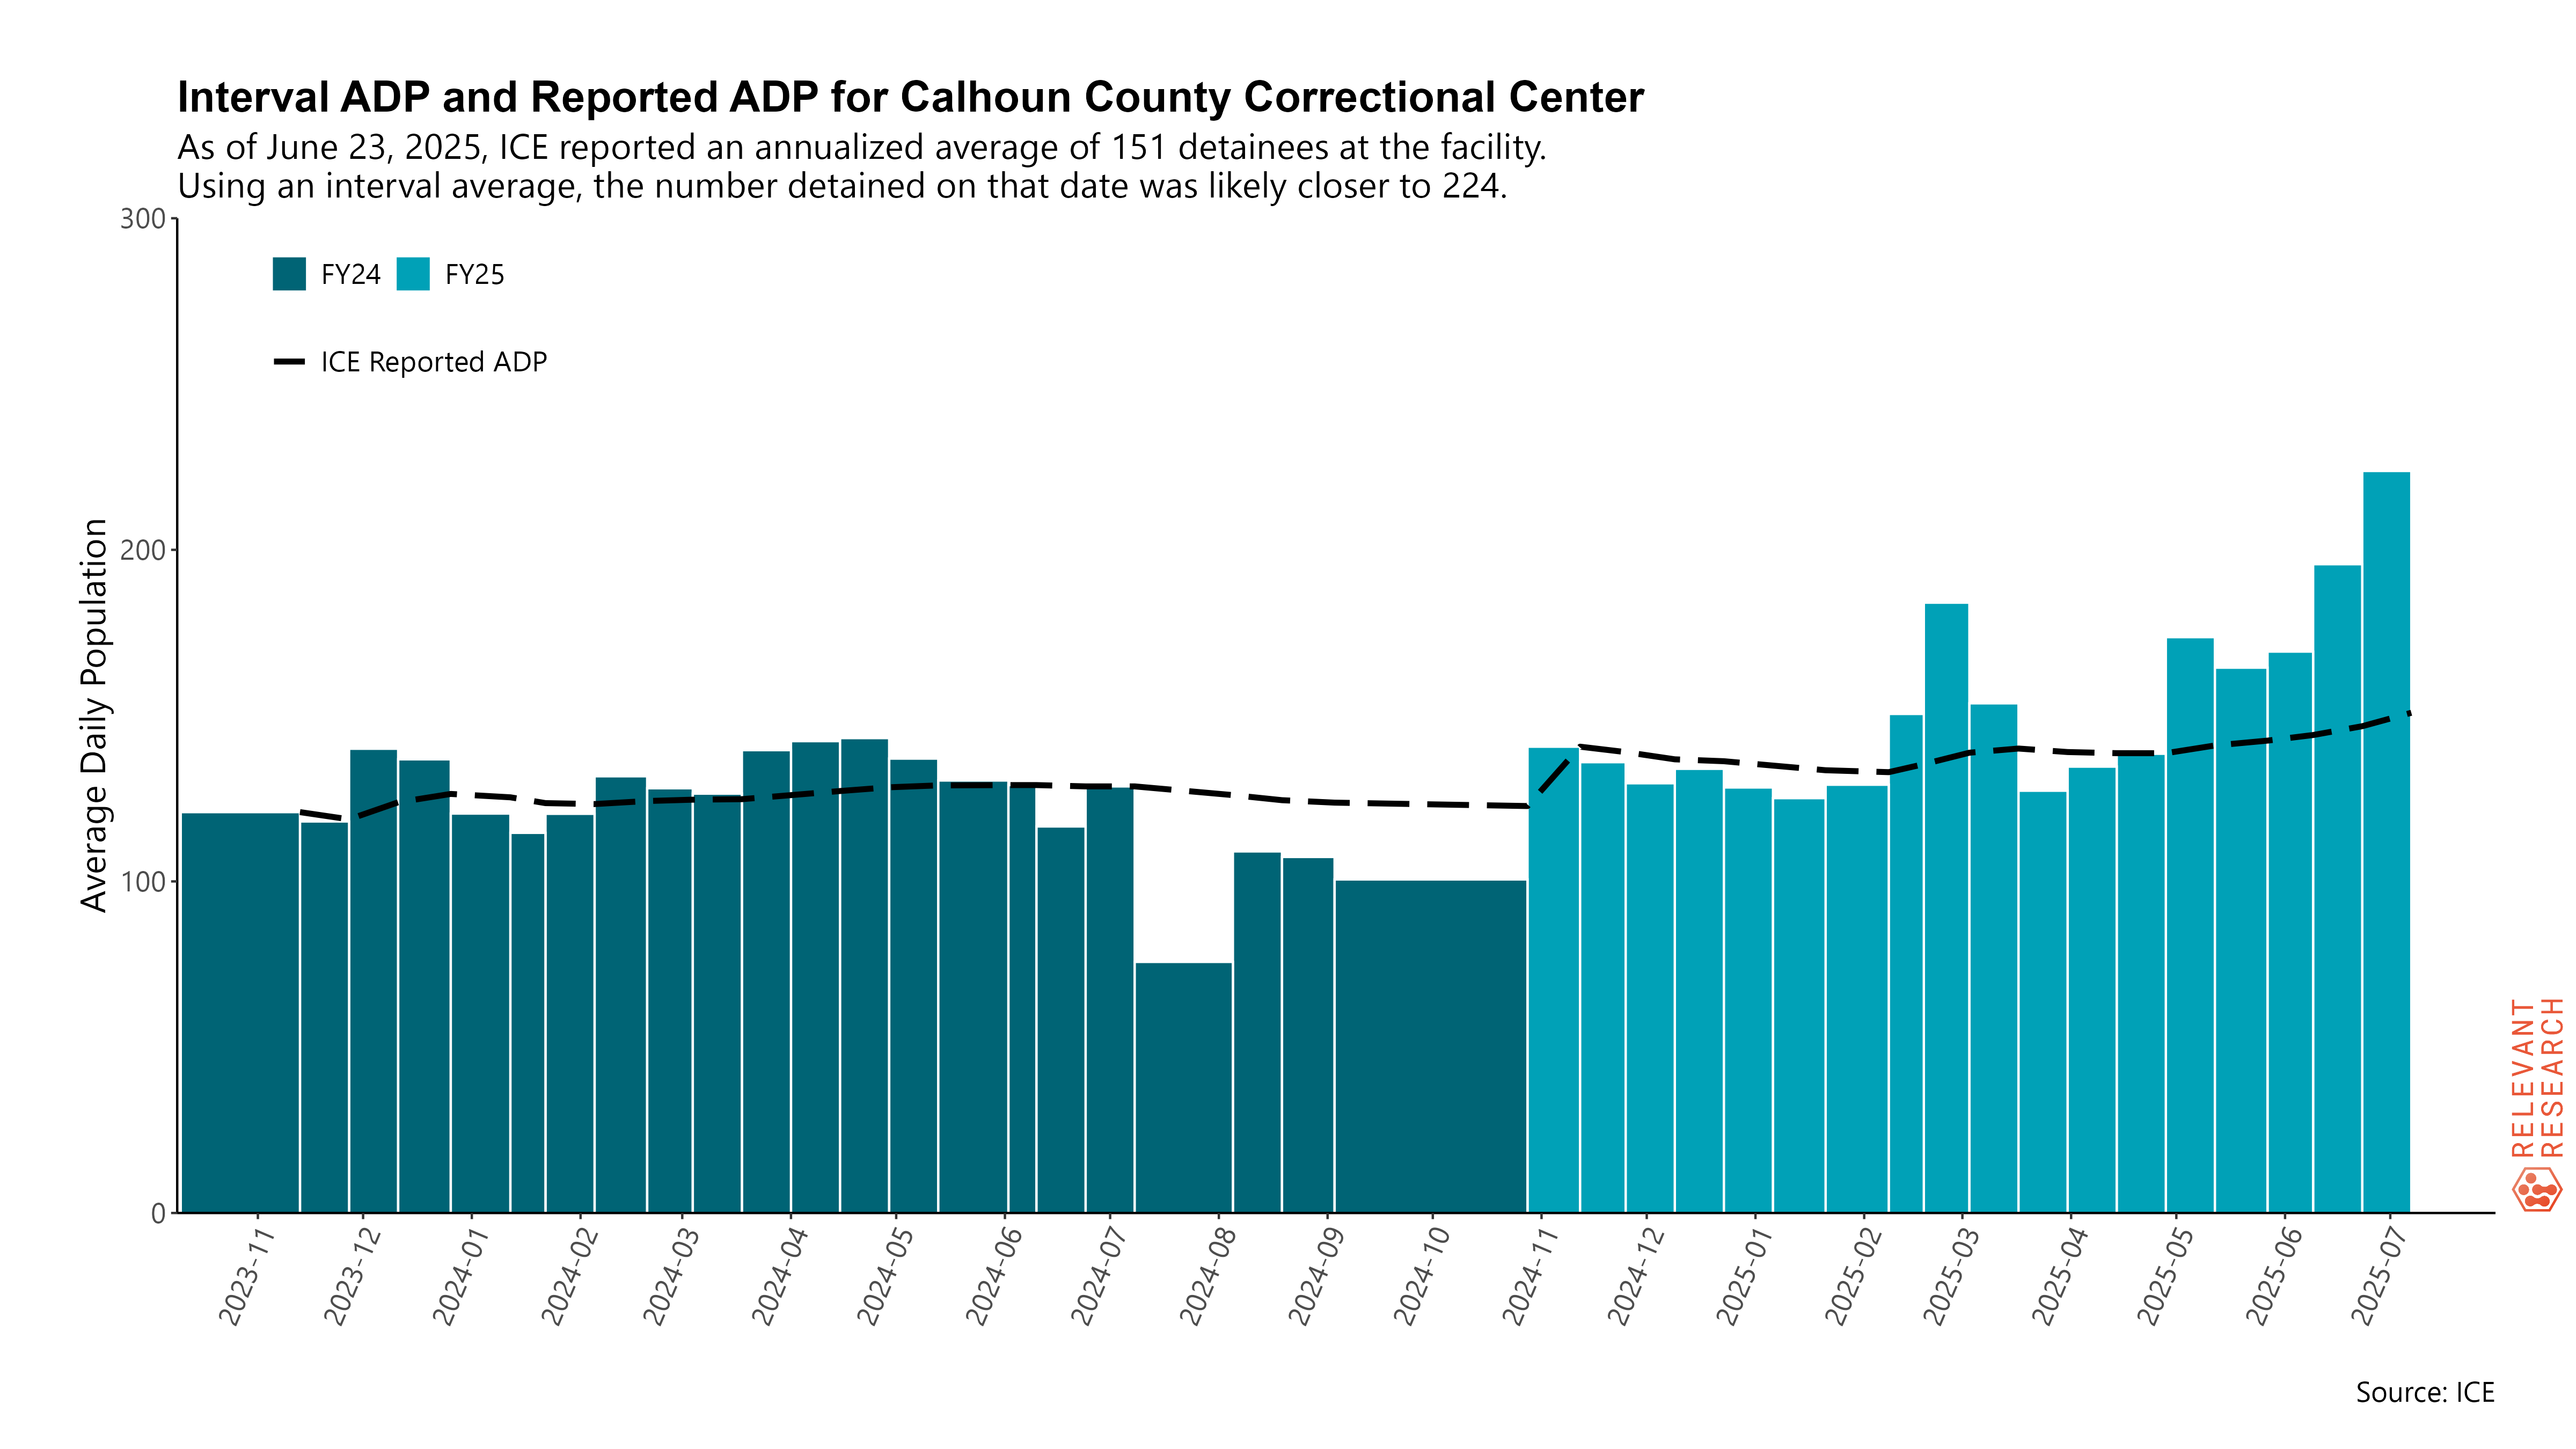 Interval ADP and Reported ADP for Calhoun County Correctional Center
As of June 23, 2025, ICE reported an annualized average of 151 detainees at the facility.
Using an interval average, the number detained on that date was likely closer to 224.
300
200
100
0
Average Daily Population
FY24 FY25
ICE Reported ADP
2023-11
2023-12
2024-01
2024-02
2024-03
2024-04
2024-05
2024-06
2024-07
2024-08
2024-09
2024-10
2024-11
2024-12
2025-01
2025-02
2025-03
2025-04
2025-05
2025-06
2025-07
RELEVANT
RESEARCH
Source: ICE